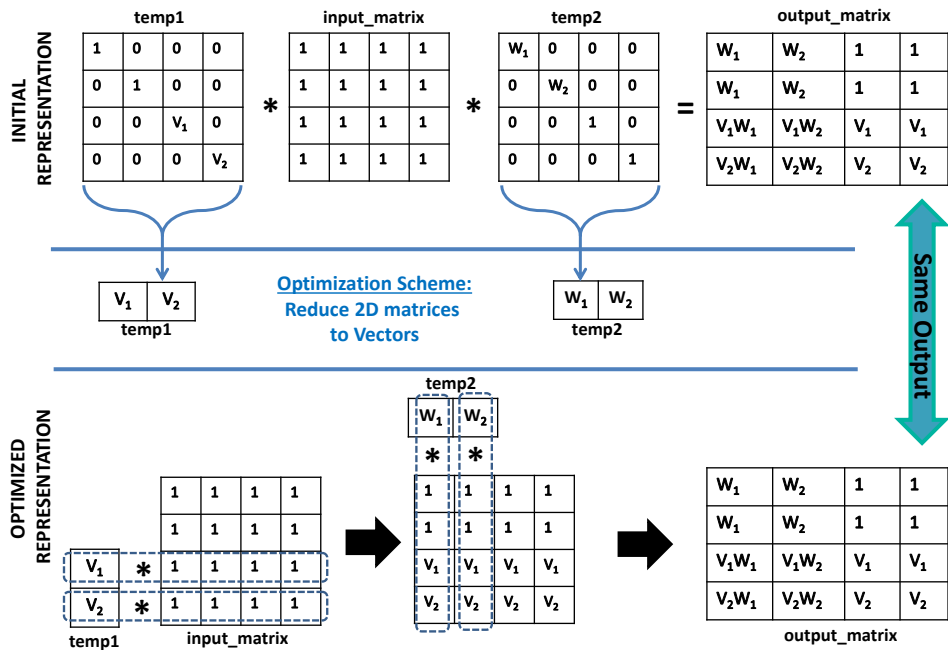 temp1 input_matrix temp2 output_matrix
INITIAL
REPRESENTATION
1 0 0 0
0 1 0 0
0 0 V₁ 0
0 0 0 V₂
*
1 1 1 1
1 1 1 1
1 1 1 1
1 1 1 1
*
W₁ 0 0 0
0 W₂ 0 0
0 0 1 0
0 0 0 1
=
W₁ W₂ 1 1
W₁ W₂ 1 1
V₁W₁ V₁W₂ V₁ V₁
V₂W₁ V₂W₂ V₂ V₂
V₁ V₂
temp1
Optimization Scheme:
Reduce 2D matrices
to Vectors
W₁ W₂
temp2
Same Output
OPTIMIZED
REPRESENTATION
V₁ *
V₂ *
temp1
1 1 1 1
1 1 1 1
1 1 1 1
1 1 1 1
input_matrix
temp2
W₁ W₂
* *
1 1 1 1
1 1 1 1
V₁ V₁ V₁ V₁
V₂ V₂ V₂ V₂
W₁ W₂ 1 1
W₁ W₂ 1 1
V₁W₁ V₁W₂ V₁ V₁
V₂W₁ V₂W₂ V₂ V₂
output_matrix